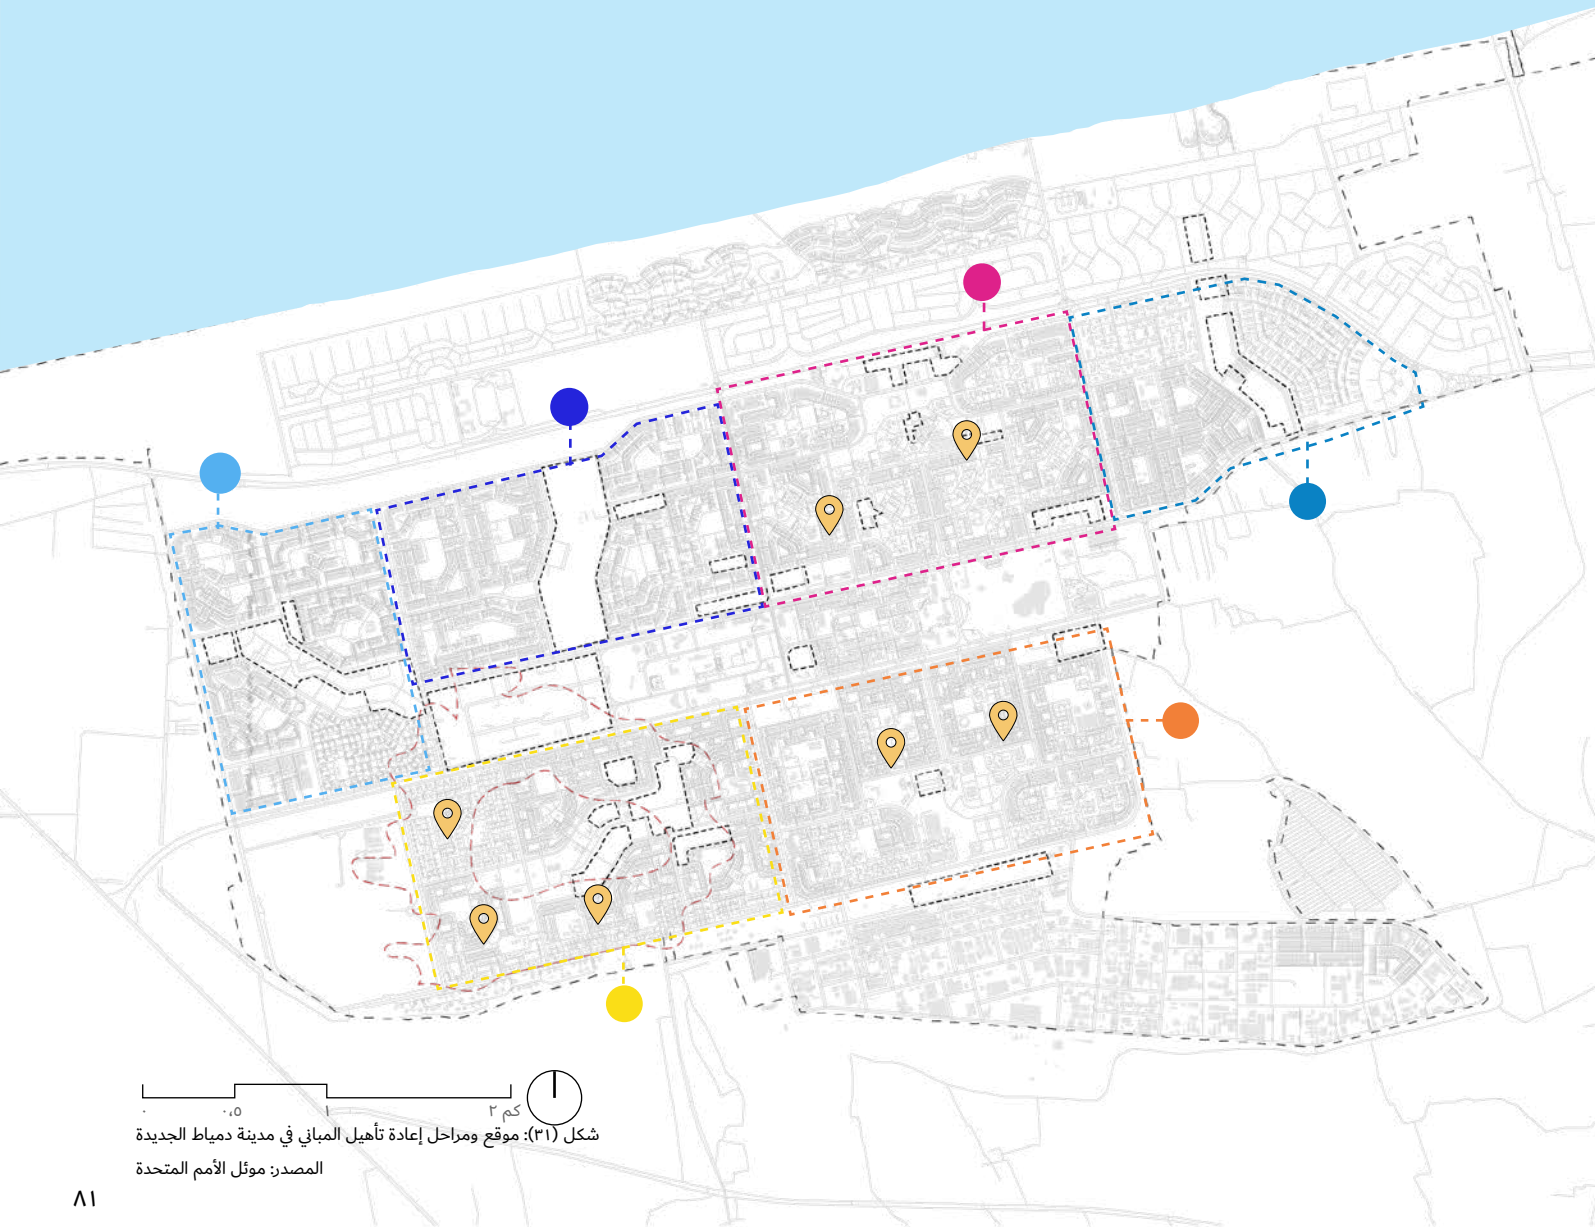 ٠ ٠،٥ ١ ٢ كم
شكل (٣١): موقع ومراحل إعادة تأهيل المباني في مدينة دمياط الجديدة
المصدر: موئل الأمم المتحدة
٨١